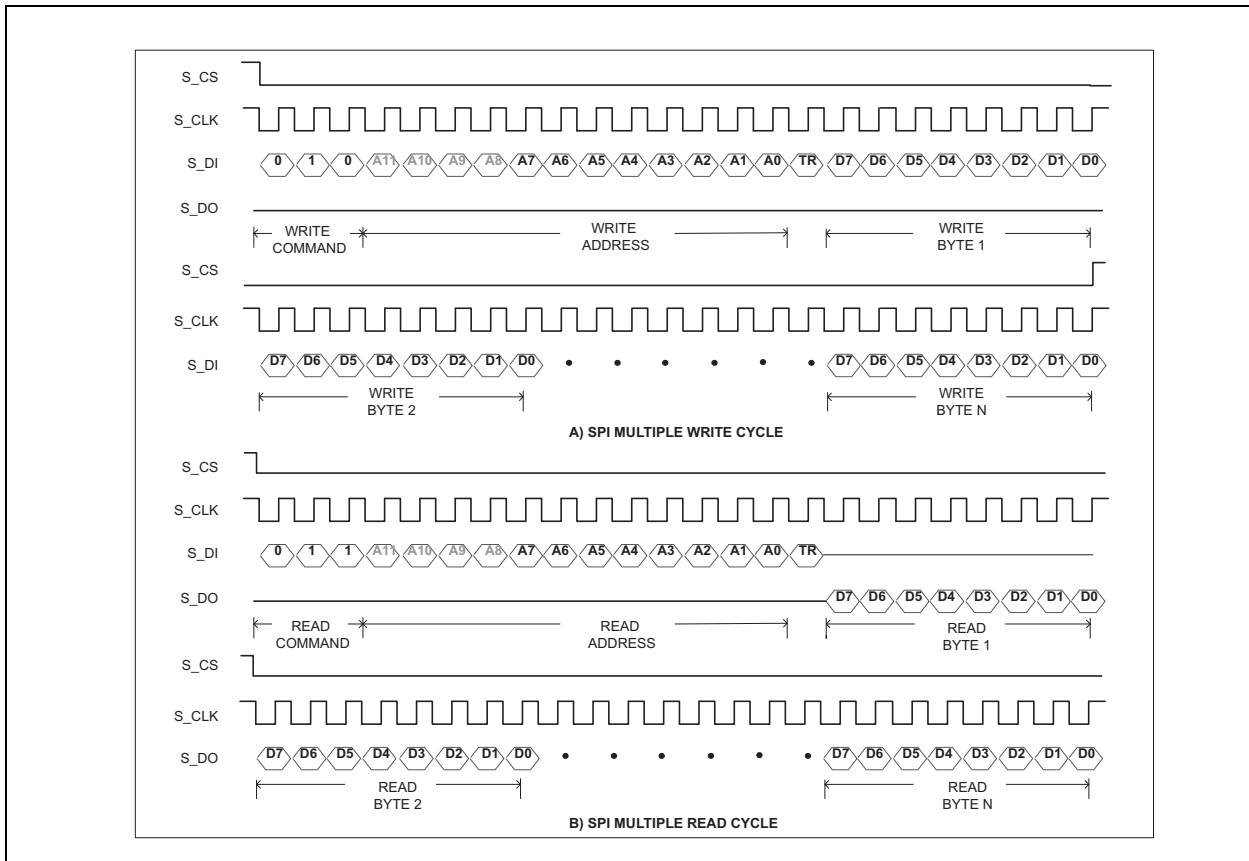 S_CS
S_CLK
S_DI 0 1 0 A11 A10 A9 A8 A7 A6 A5 A4 A3 A2 A1 A0 TR D7 D6 D5 D4 D3 D2 D1 D0
S_DO
WRITE COMMAND WRITE ADDRESS WRITE BYTE 1
S_CS
S_CLK
S_DI D7 D6 D5 D4 D3 D2 D1 D0 D7 D6 D5 D4 D3 D2 D1 D0
WRITE BYTE 2 WRITE BYTE N
A) SPI MULTIPLE WRITE CYCLE
S_CS
S_CLK
S_DI 0 1 1 A11 A10 A9 A8 A7 A6 A5 A4 A3 A2 A1 A0 TR
S_DO D7 D6 D5 D4 D3 D2 D1 D0
READ COMMAND READ ADDRESS READ BYTE 1
S_CS
S_CLK
S_DO D7 D6 D5 D4 D3 D2 D1 D0 D7 D6 D5 D4 D3 D2 D1 D0
READ BYTE 2 READ BYTE N
B) SPI MULTIPLE READ CYCLE